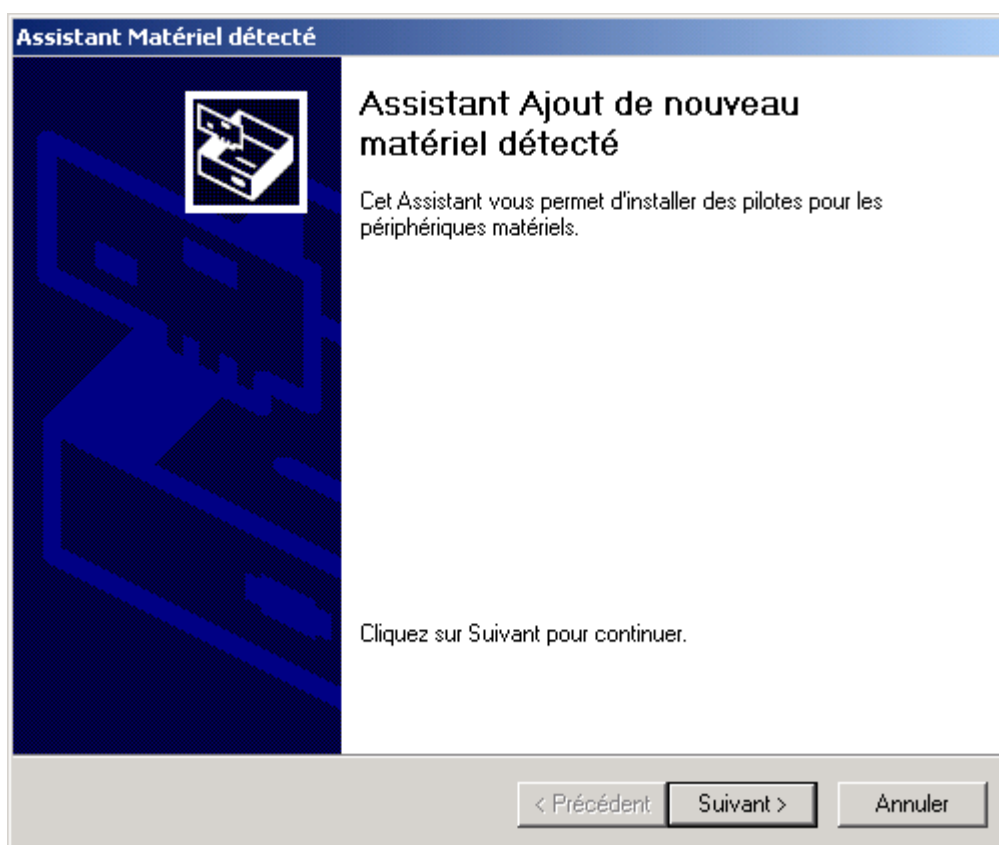 Assistant Matériel détecté
Assistant Ajout de nouveau
matériel détecté
Cet Assistant vous permet d'installer des pilotes pour les
périphériques matériels.
Cliquez sur Suivant pour continuer.
< Précédent
Suivant >
Annuler